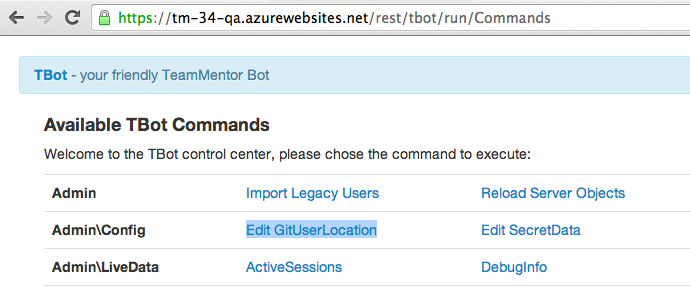 https://tm-34-qa.azurewebsites.net/rest/tbot/run/Commands
TBot - your friendly TeamMentor Bot
Available TBot Commands
Welcome to the TBot control center, please chose the command to execute:
Admin Import Legacy Users Reload Server Objects
Admin\Config Edit GitUserLocation Edit SecretData
Admin\LiveData ActiveSessions DebugInfo